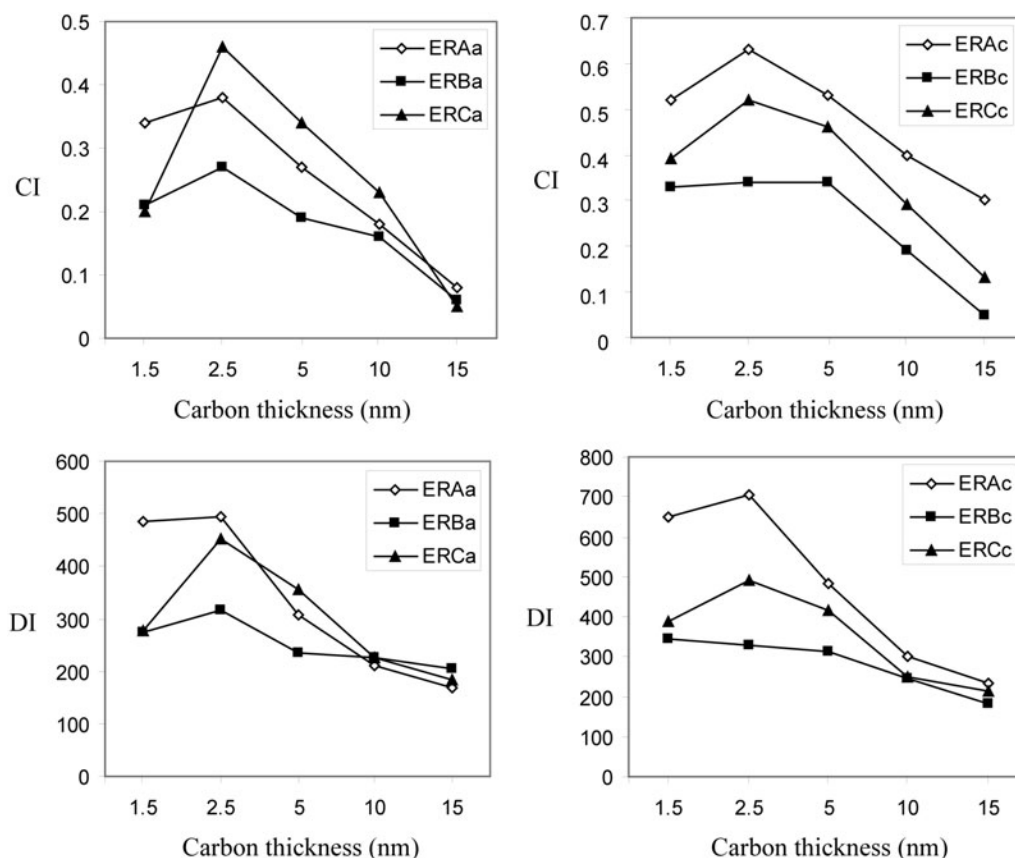 0.5
0.4
0.3
0.2
0.1
0
CI
ERAa
ERBa
ERCa
1.5 2.5 5 10 15
Carbon thickness (nm)
0.7
0.6
0.5
0.4
0.3
0.2
0.1
0
CI
ERAc
ERBc
ERCc
1.5 2.5 5 10 15
Carbon thickness (nm)
600
500
400
300
200
100
0
DI
ERAa
ERBa
ERCa
1.5 2.5 5 10 15
Carbon thickness (nm)
800
700
600
500
400
300
200
100
0
DI
ERAc
ERBc
ERCc
1.5 2.5 5 10 15
Carbon thickness (nm)